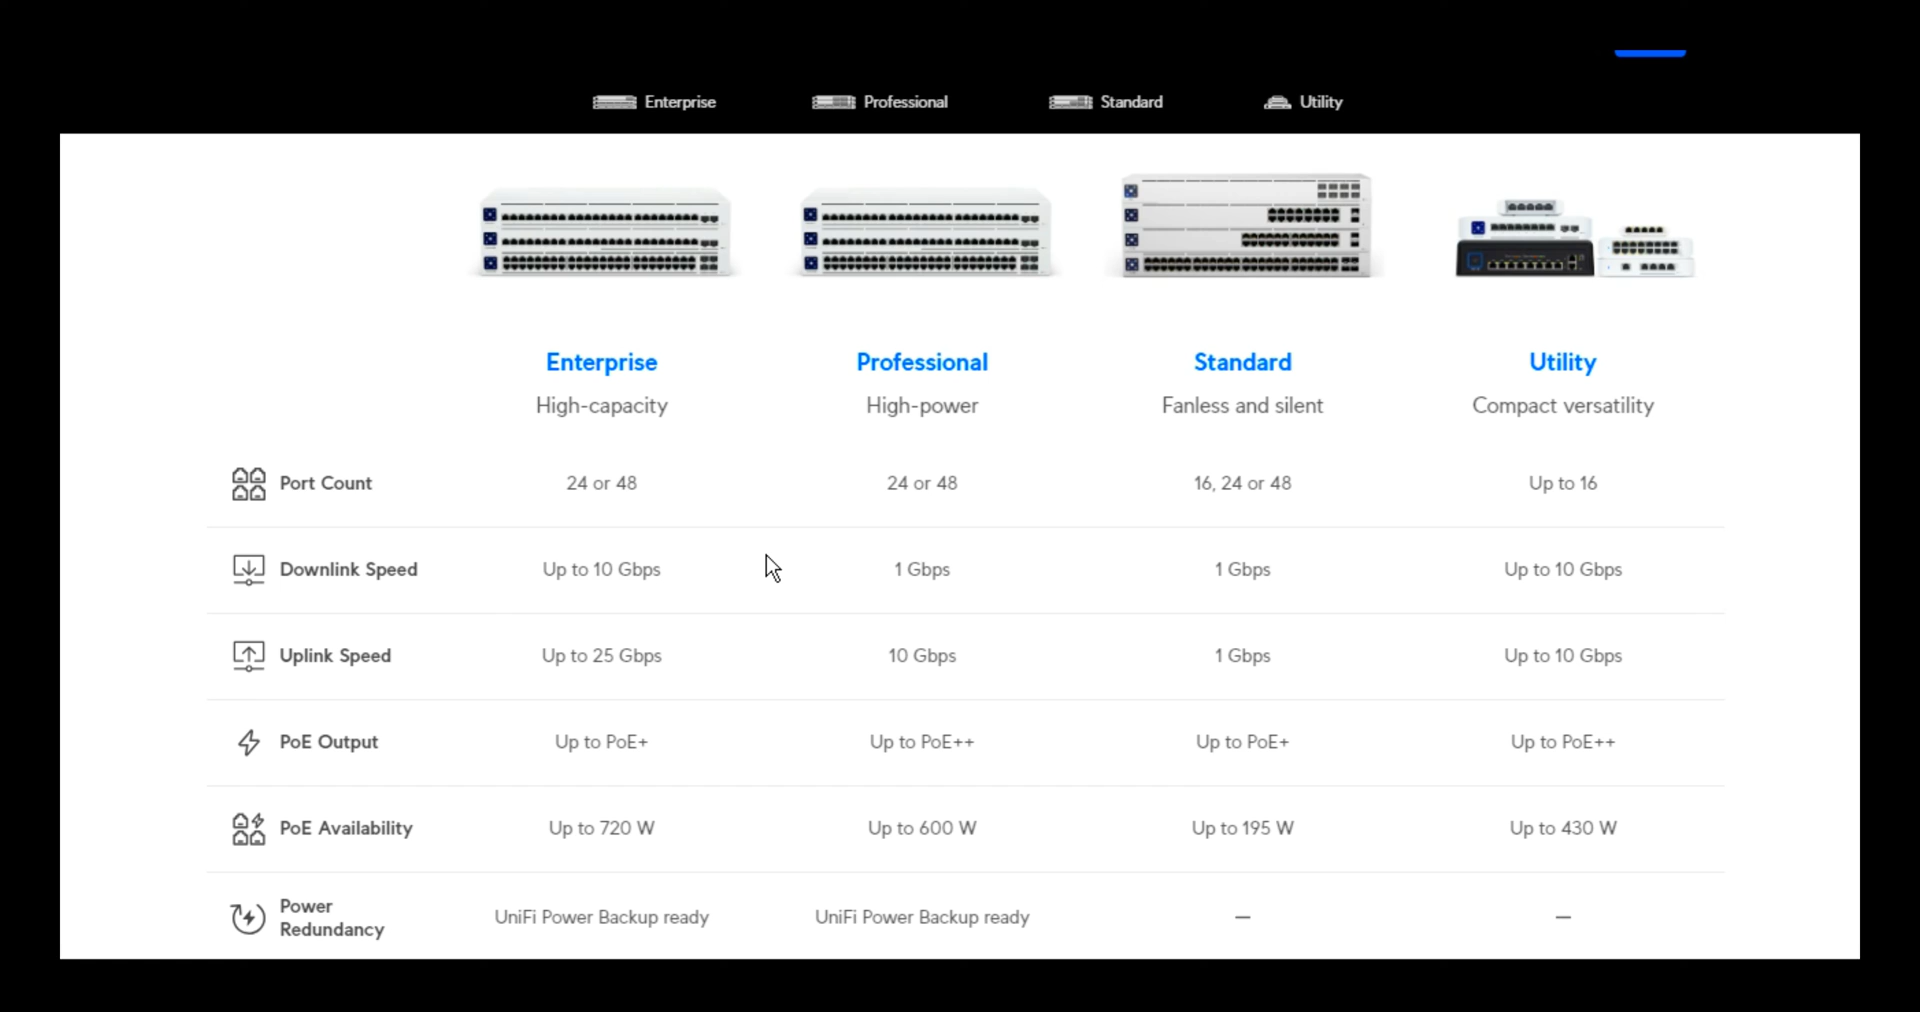 Enterprise Professional Standard Utility
Enterprise Professional Standard Utility
High-capacity High-power Fanless and silent Compact versatility
Port Count 24 or 48 24 or 48 16, 24 or 48 Up to 16
Downlink Speed Up to 10 Gbps 1 Gbps 1 Gbps Up to 10 Gbps
Uplink Speed Up to 25 Gbps 10 Gbps 1 Gbps Up to 10 Gbps
PoE Output Up to PoE+ Up to PoE++ Up to PoE+ Up to PoE++
PoE Availability Up to 720 W Up to 600 W Up to 195 W Up to 430 W
Power
Redundancy UniFi Power Backup ready UniFi Power Backup ready — —